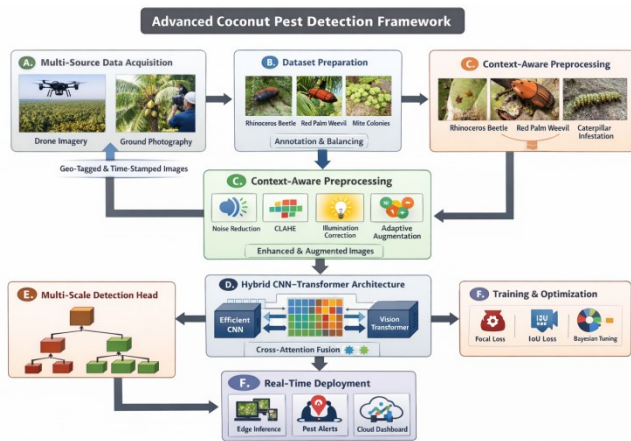 Advanced Coconut Pest Detection Framework
A. Multi-Source Data Acquisition
Drone Imagery
Ground Photography
Geo-Tagged & Time-Stamped Images
B. Dataset Preparation
Rhinoceros Beetle
Red Palm Weevil
Mite Colonies
Annotation & Balancing
C. Context-Aware Preprocessing
Rhinoceros Beetle
Red Palm Weevil
Caterpillar
Infestation
C. Context-Aware Preprocessing
Noise Reduction
CLAHE
Illumination
Correction
Adaptive
Augmentation
Enhanced & Augmented Images
E. Multi-Scale Detection Head
D. Hybrid CNN-Transformer Architecture
Efficient
CNN
Vision
Transformer
Cross-Attention Fusion
F. Training & Optimization
Focal Loss
IoU Loss
Bayesian Tuning
F. Real-Time Deployment
Edge Inference
Pest Alerts
Cloud Dashboard